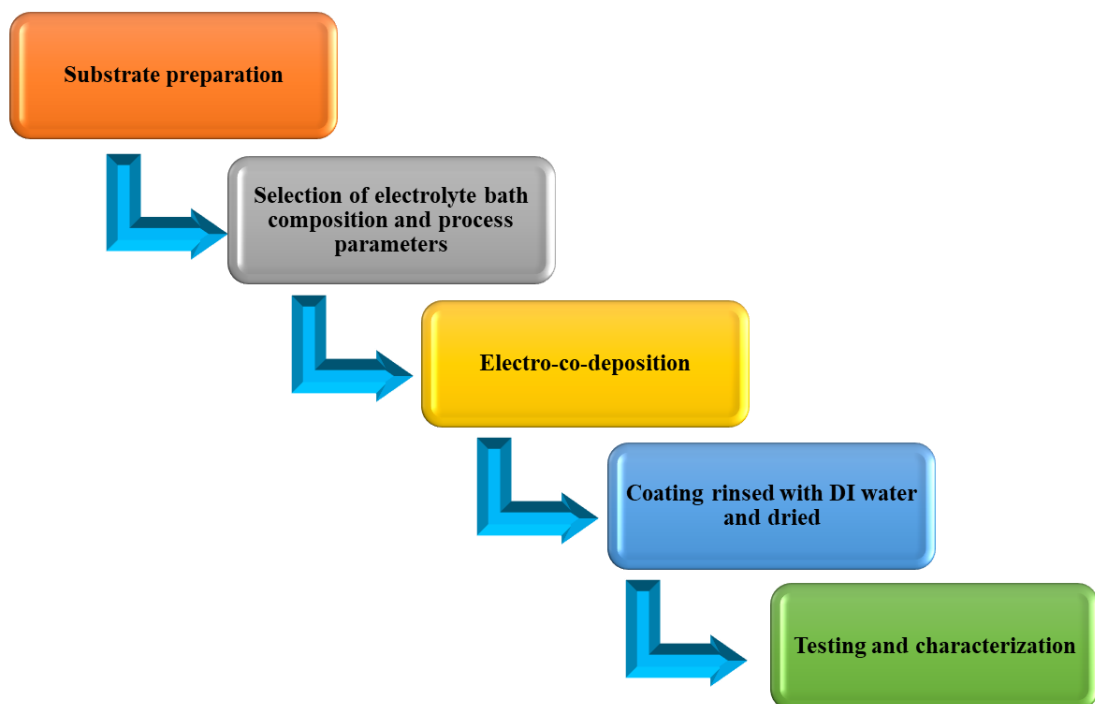 Substrate preparation
Selection of electrolyte bath
composition and process
parameters
Electro-co-deposition
Coating rinsed with DI water
and dried
Testing and characterization